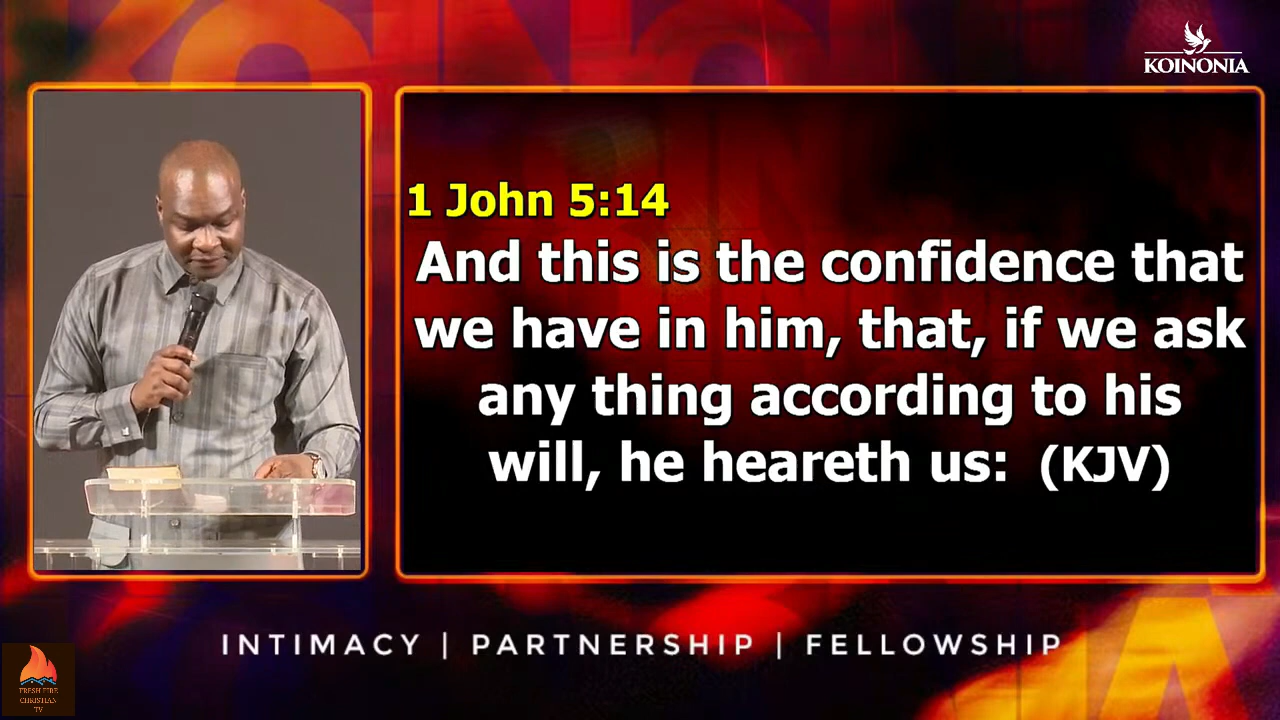 KOINONIA
1 John 5:14
And this is the confidence that
we have in him, that, if we ask
any thing according to his
will, he heareth us: (KJV)
INTIMACY | PARTNERSHIP | FELLOWSHIP
FRESH FIRE
CHRISTIAN
TV